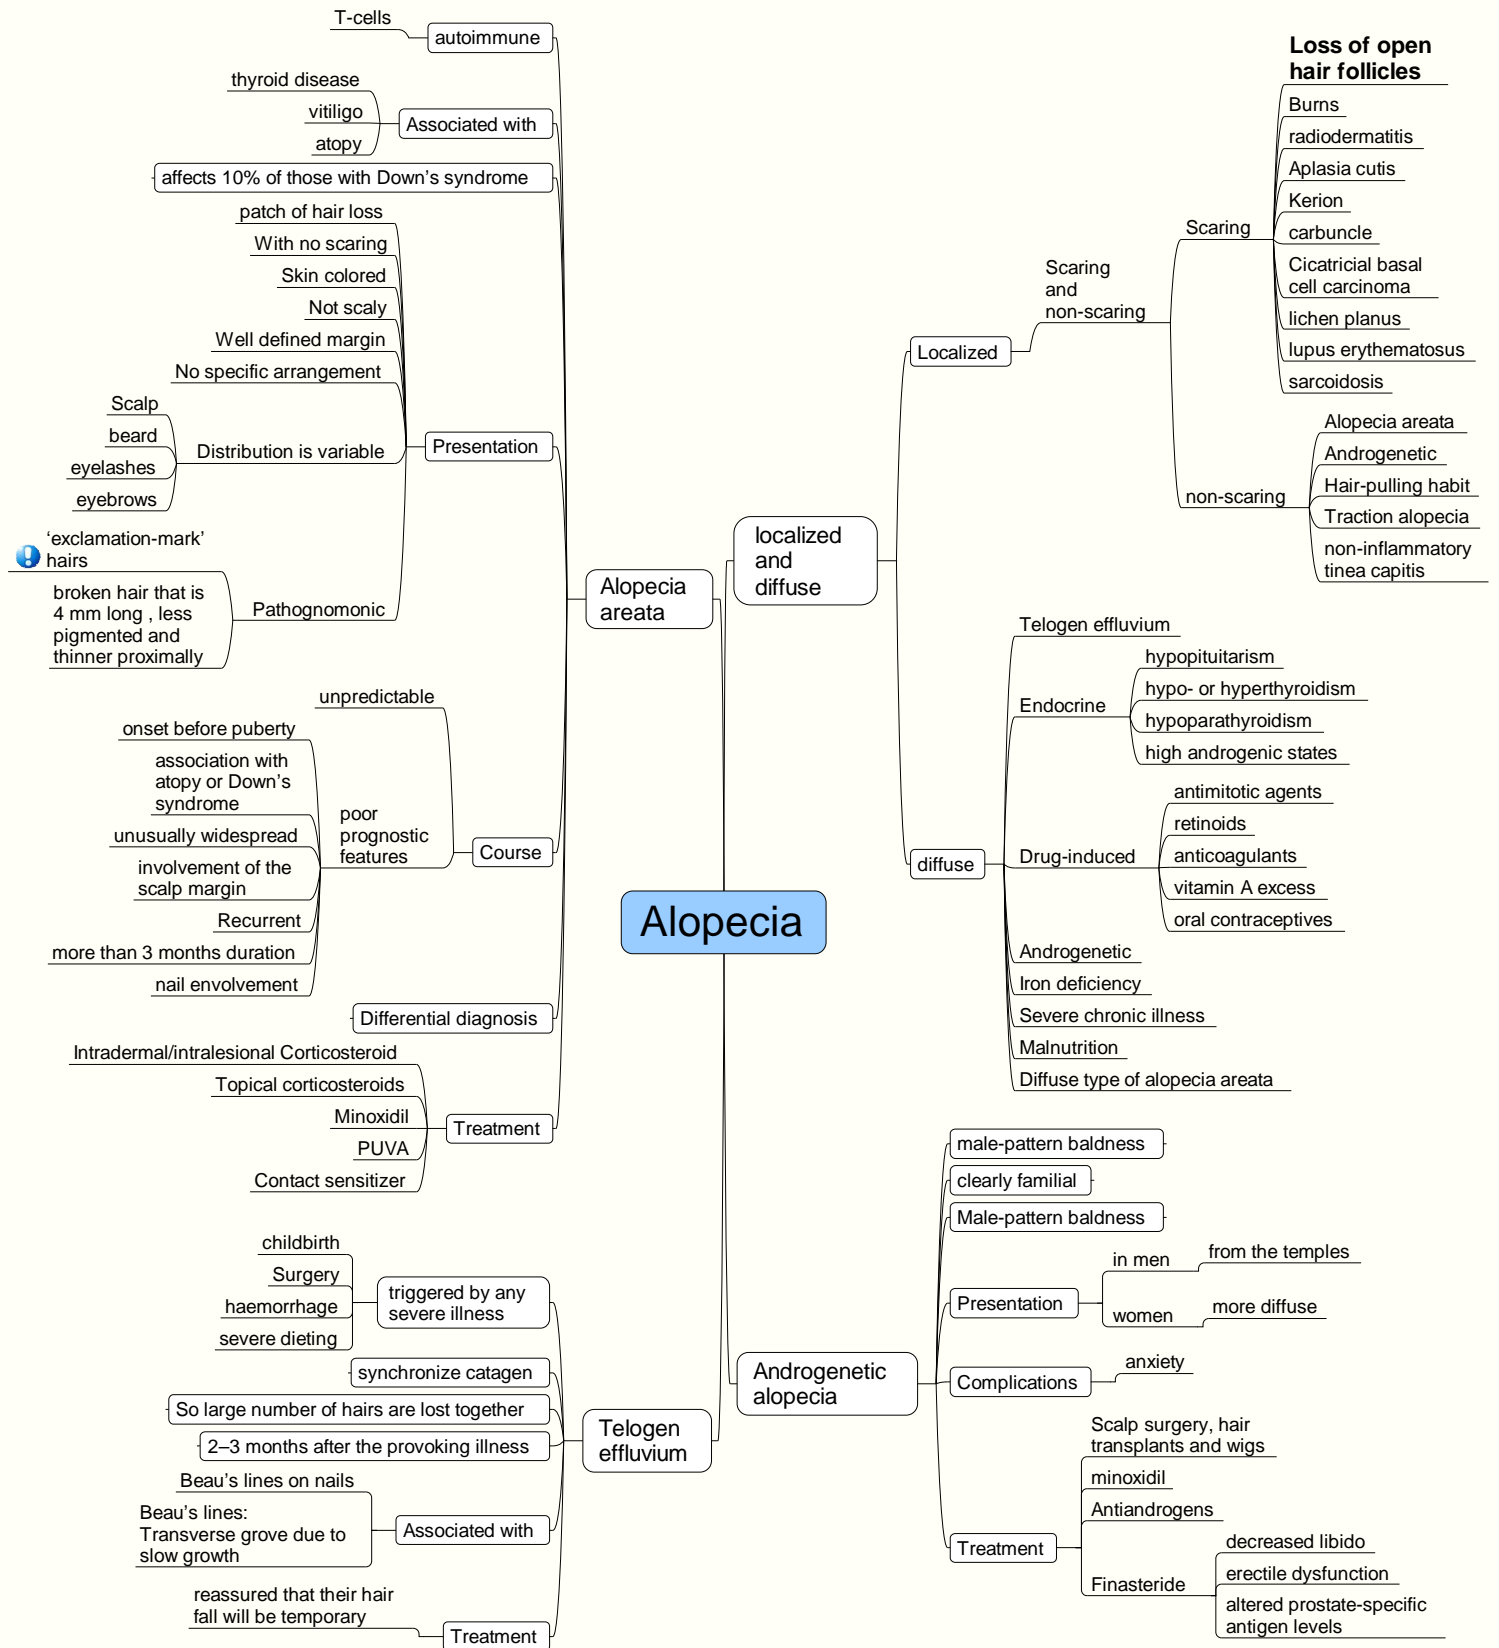 Alopecia
localized
and
diffuse
Localized
Scaring
and
non-scaring
Scaring
Loss of open
hair follicles
Burns
radiodermatitis
Aplasia cutis
Kerion
carbuncle
Cicatricial basal
cell carcinoma
lichen planus
lupus erythematosus
sarcoidosis
non-scaring
Alopecia areata
Androgenetic
Hair-pulling habit
Traction alopecia
non-inflammatory
tinea capitis
diffuse
Telogen effluvium
Endocrine
hypopituitarism
hypo- or hyperthyroidism
hypoparathyroidism
high androgenic states
Drug-induced
antimitotic agents
retinoids
anticoagulants
vitamin A excess
oral contraceptives
Androgenetic
Iron deficiency
Severe chronic illness
Malnutrition
Diffuse type of alopecia areata
Androgenetic
alopecia
male-pattern baldness
clearly familial
Male-pattern baldness
Presentation
in men
from the temples
women
more diffuse
Complications
anxiety
Treatment
Scalp surgery, hair
transplants and wigs
minoxidil
Antiandrogens
Finasteride
decreased libido
erectile dysfunction
altered prostate-specific
antigen levels
Alopecia
areata
autoimmune
T-cells
Associated with
thyroid disease
vitiligo
atopy
affects 10% of those with Down’s syndrome
Presentation
patch of hair loss
With no scaring
Skin colored
Not scaly
Well defined margin
No specific arrangement
Distribution is variable
Scalp
beard
eyelashes
eyebrows
Pathognomonic
‘exclamation-mark’
hairs
broken hair that is
4 mm long , less
pigmented and
thinner proximally
Course
unpredictable
poor
prognostic
features
onset before puberty
association with
atopy or Down’s
syndrome
unusually widespread
involvement of the
scalp margin
Recurrent
more than 3 months duration
nail envolvement
Differential diagnosis
Treatment
Intradermal/intralesional Corticosteroid
Topical corticosteroids
Minoxidil
PUVA
Contact sensitizer
Telogen
effluvium
triggered by any
severe illness
childbirth
Surgery
haemorrhage
severe dieting
synchronize catagen
So large number of hairs are lost together
2–3 months after the provoking illness
Associated with
Beau’s lines on nails
Beau’s lines:
Transverse grove due to
slow growth
Treatment
reassured that their hair
fall will be temporary